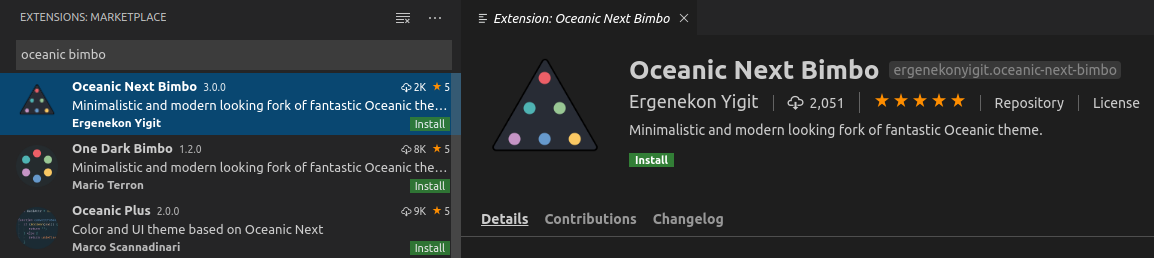 EXTENSIONS: MARKETPLACE
oceanic bimbo
Oceanic Next Bimbo 3.0.0 2K ★ 5
Minimalistic and modern looking fork of fantastic Oceanic the...
Ergenekon Yigit Install
One Dark Bimbo 1.2.0 8K ★ 5
Minimalistic and modern looking fork of fantastic Oceanic the...
Mario Terron Install
Oceanic Plus 2.0.0 9K ★ 5
Color and UI theme based on Oceanic Next
Marco Scannadinari Install
Extension: Oceanic Next Bimbo
Oceanic Next Bimbo ergenekonyigit.oceanic-next-bimbo
Ergenekon Yigit | 2,051 | ★★★★★ | Repository | License
Minimalistic and modern looking fork of fantastic Oceanic theme.
Install
Details Contributions Changelog